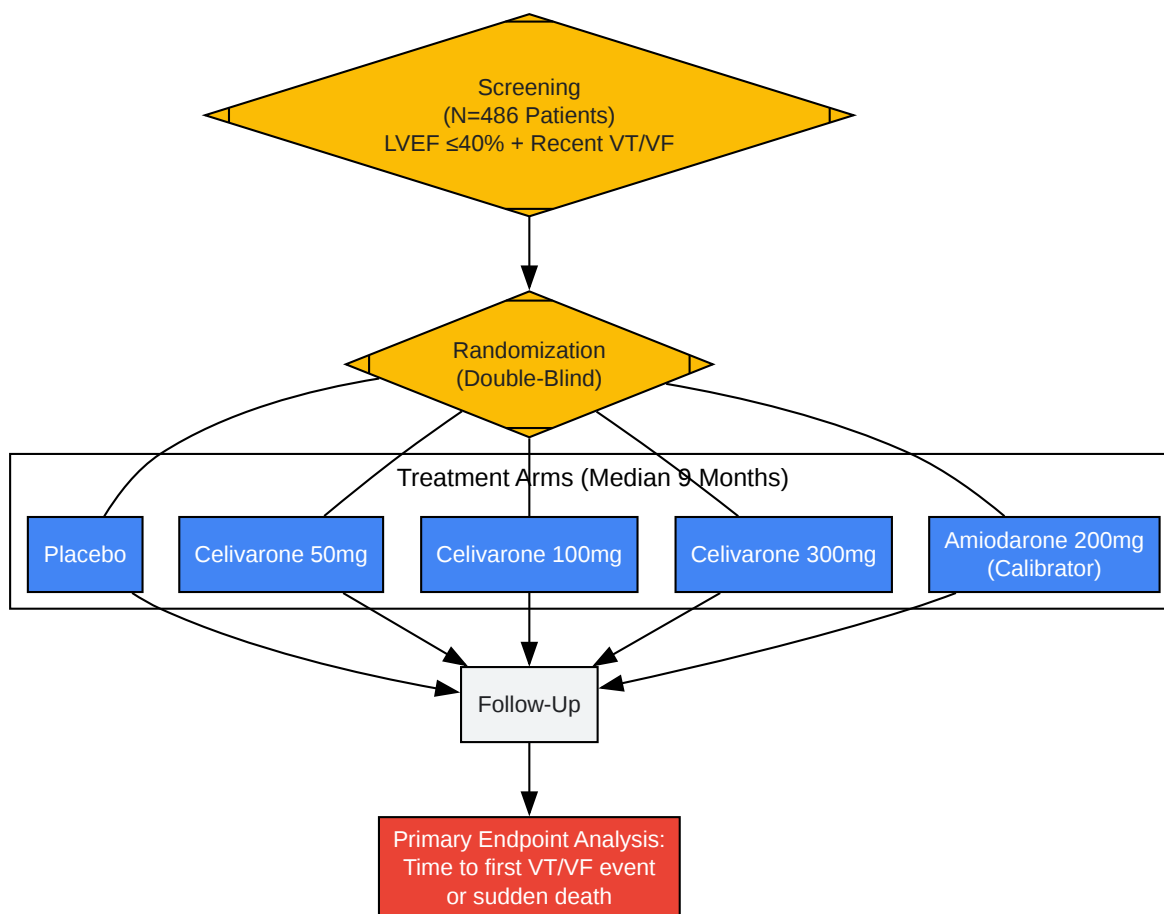 Screening
(N=486 Patients)
LVEF ≤40% + Recent VT/VF
Randomization
(Double-Blind)
Treatment Arms (Median 9 Months)
Placebo
Celivarone 50mg
Celivarone 100mg
Celivarone 300mg
Amiodarone 200mg
(Calibrator)
Follow-Up
Primary Endpoint Analysis:
Time to first VT/VF event
or sudden death